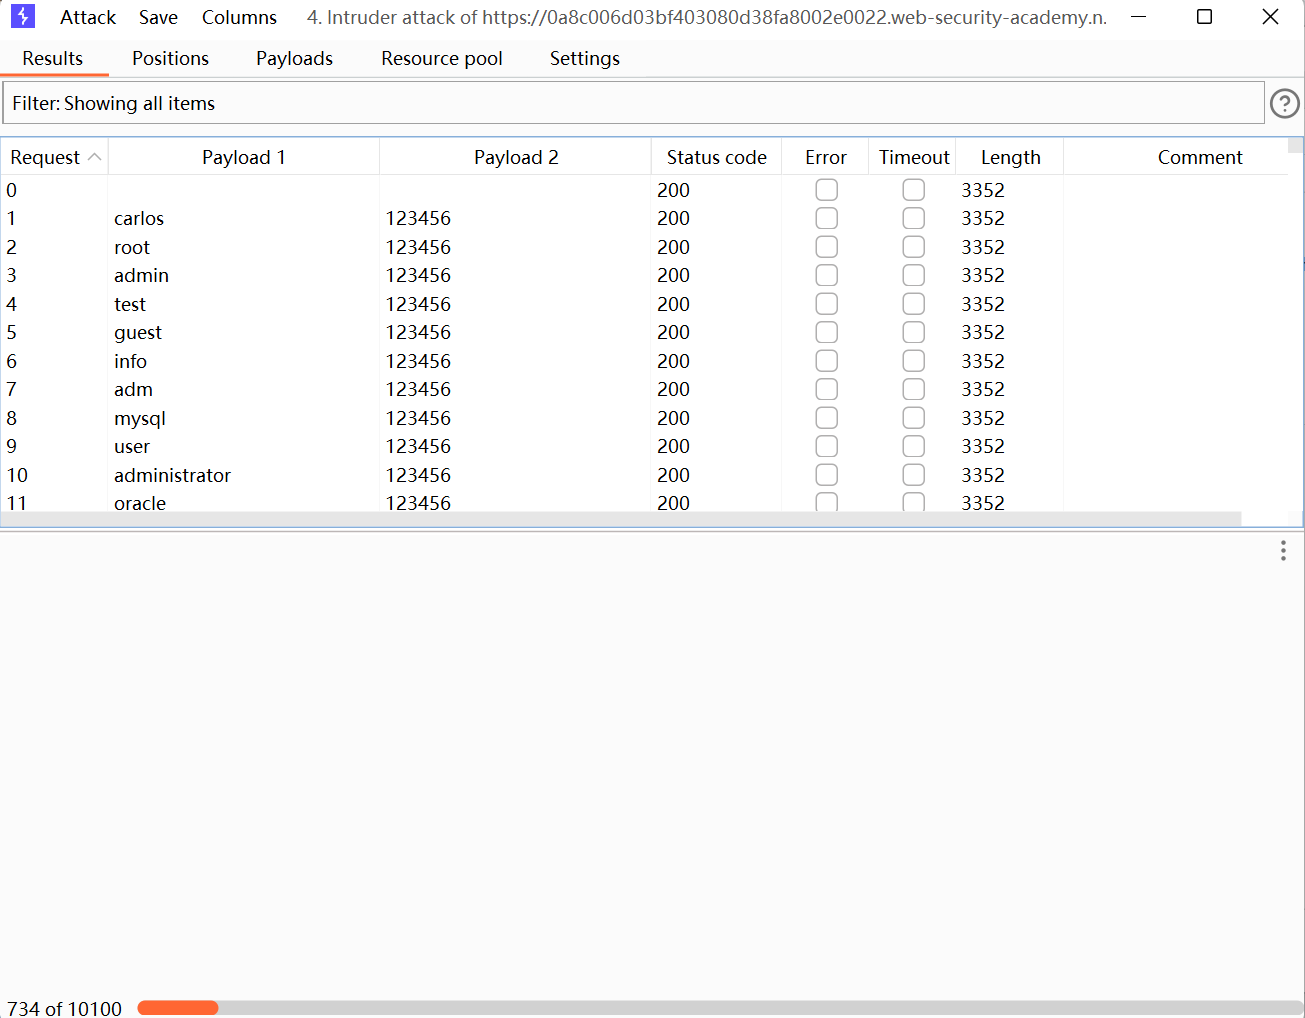 Attack Save Columns 4. Intruder attack of https://0a8c006d03bf403080d38fa8002e0022.web-security-academy.n.
Results Positions Payloads Resource pool Settings
Filter: Showing all items ?
Request Payload 1 Payload 2 Status code Error Timeout Length Comment
0 200 3352
1 carlos 123456 200 3352
2 root 123456 200 3352
3 admin 123456 200 3352
4 test 123456 200 3352
5 guest 123456 200 3352
6 info 123456 200 3352
7 adm 123456 200 3352
8 mysql 123456 200 3352
9 user 123456 200 3352
10 administrator 123456 200 3352
11 oracle 123456 200 3352
734 of 10100